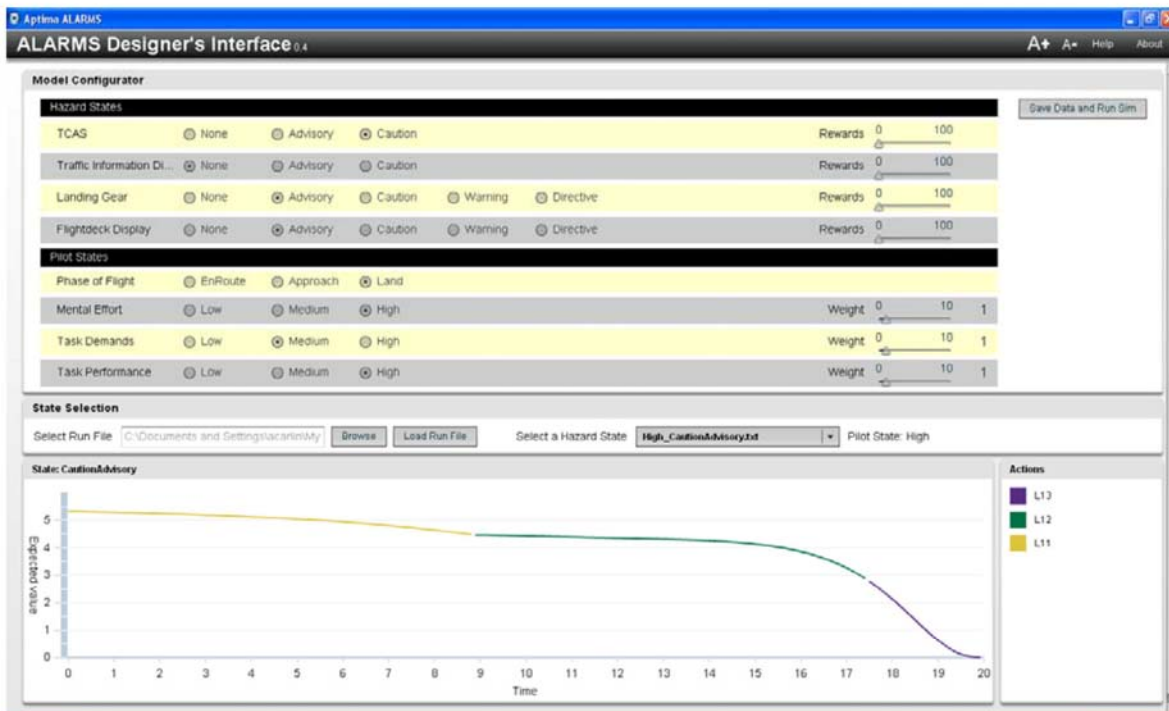 Aptima ALARMS
ALARMS Designer's Interface 0.4 A+ A- Help About
Model Configurator
Hazard States Save Data and Run Sim
TCAS None Advisory Caution Rewards 0 100
Traffic Information Di... None Advisory Caution Rewards 0 100
Landing Gear None Advisory Caution Warning Directive Rewards 0 100
Flightdeck Display None Advisory Caution Warning Directive Rewards 0 100
Pilot States
Phase of Flight EnRoute Approach Land
Mental Effort Low Medium High Weight 0 10 1
Task Demands Low Medium High Weight 0 10 1
Task Performance Low Medium High Weight 0 10 1
State Selection
Select Run File C:\Documents and Settings\acarlin\My Browse Load Run File Select a Hazard State High_CautionAdvisory.txt Pilot State: High
State: CautionAdvisory
Expected value
5
4
3
2
1
0
0 1 2 3 4 5 6 7 8 9 10 11 12 13 14 15 16 17 18 19 20
Time
Actions
L13
L12
L11